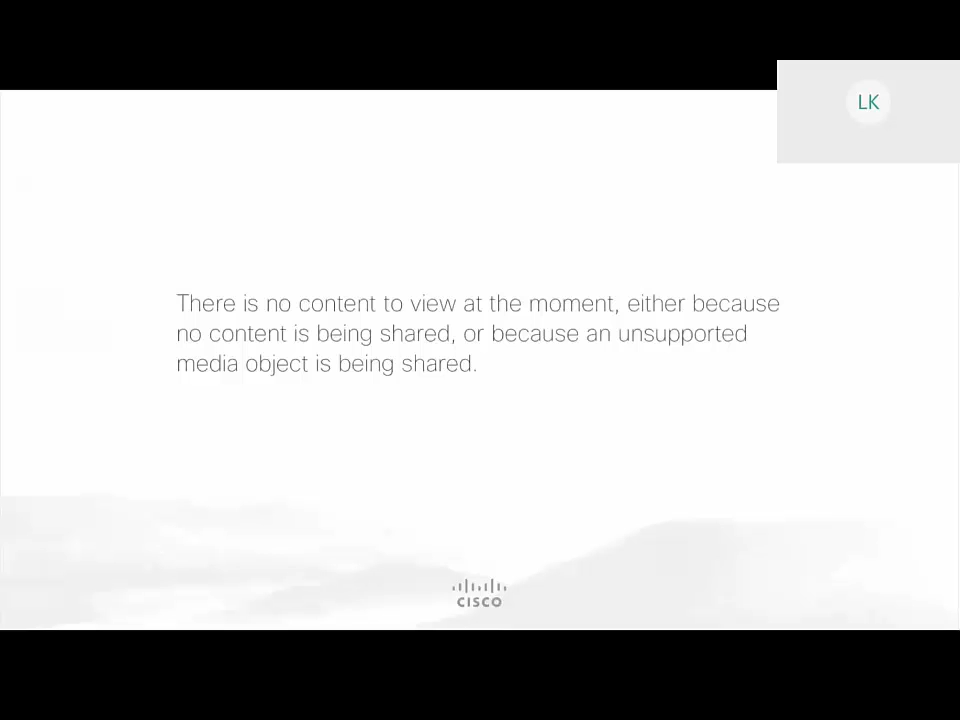 LK
There is no content to view at the moment, either because
no content is being shared, or because an unsupported
media object is being shared.
CISCO